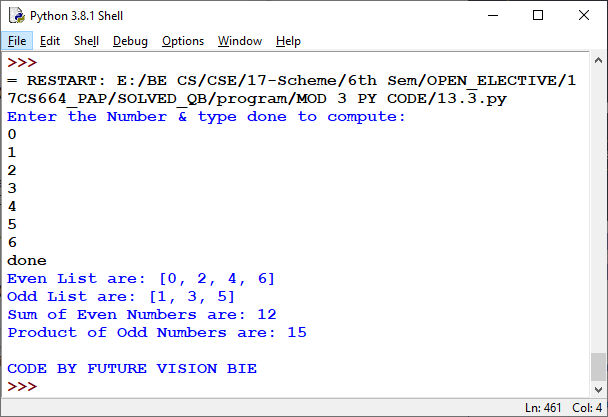 Python 3.8.1 Shell
File Edit Shell Debug Options Window Help
>>>
= RESTART: E:/BE CS/CSE/17-Scheme/6th Sem/OPEN_ELECTIVE/1
7CS664_PAP/SOLVED_QB/program/MOD 3 PY CODE/13.3.py
Enter the Number & type done to compute:
0
1
2
3
4
5
6
done
Even List are: [0, 2, 4, 6]
Odd List are: [1, 3, 5]
Sum of Even Numbers are: 12
Product of Odd Numbers are: 15
CODE BY FUTURE VISION BIE
>>>
Ln: 461 Col: 4